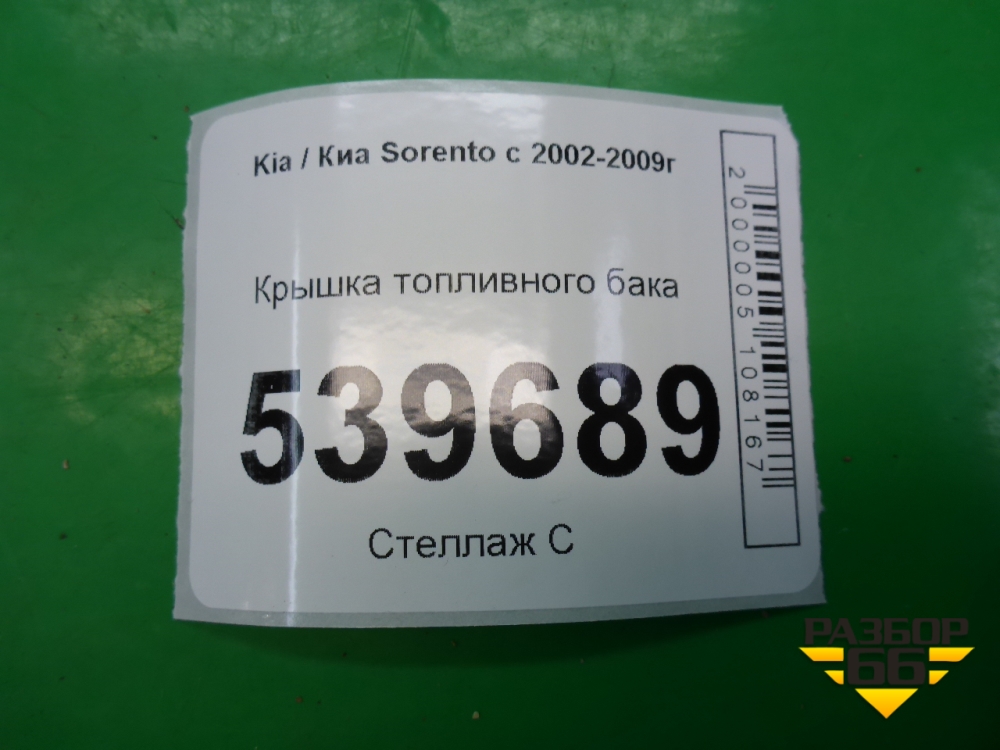 Kia / Киа Sorento с 2002-2009г
Крышка топливного бака
539689
Стеллаж С
2000005108167
РАЗБОР
66